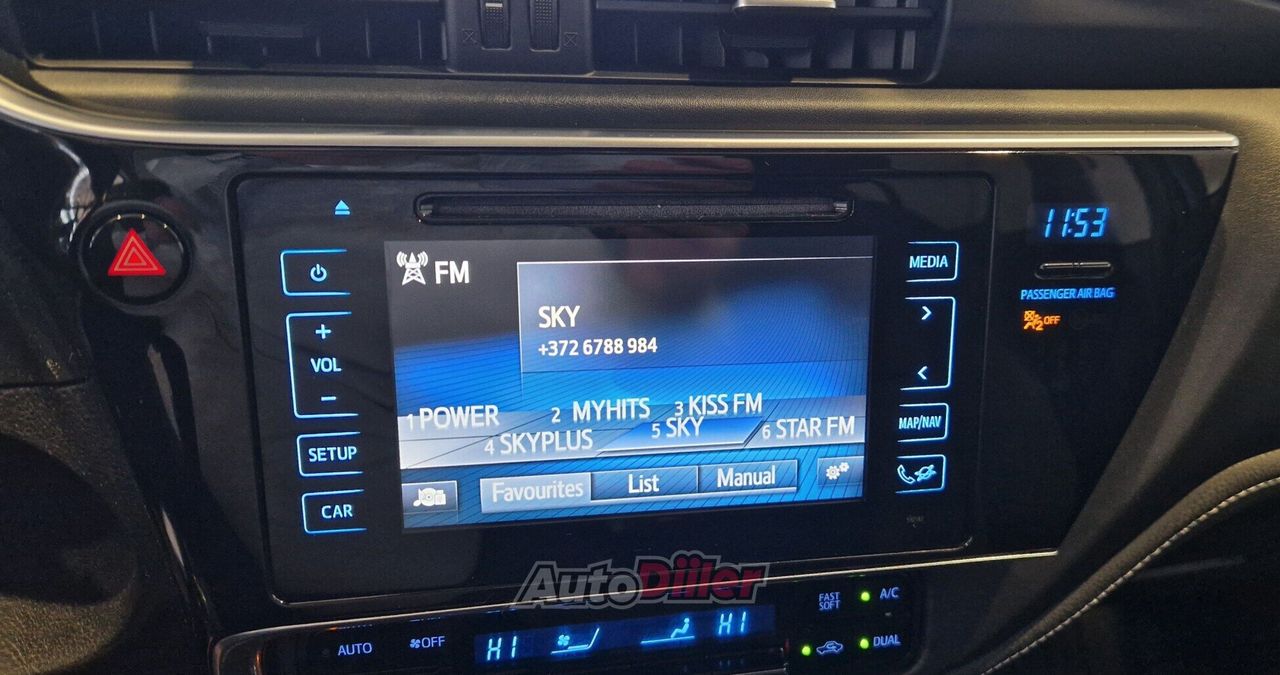 11:53
FM
MEDIA
SKY
+372 6788 984
PASSENGER AIR BAG
2 OFF
+
VOL
-
1 POWER
2 MYHITS
3 KISS FM
4 SKYPLUS
5 SKY
6 STAR FM
MAP/NAV
SETUP
Favourites
List
Manual
CAR
AutoDiiler
FAST
SOFT
A/C
AUTO
OFF
HI
HI
DUAL